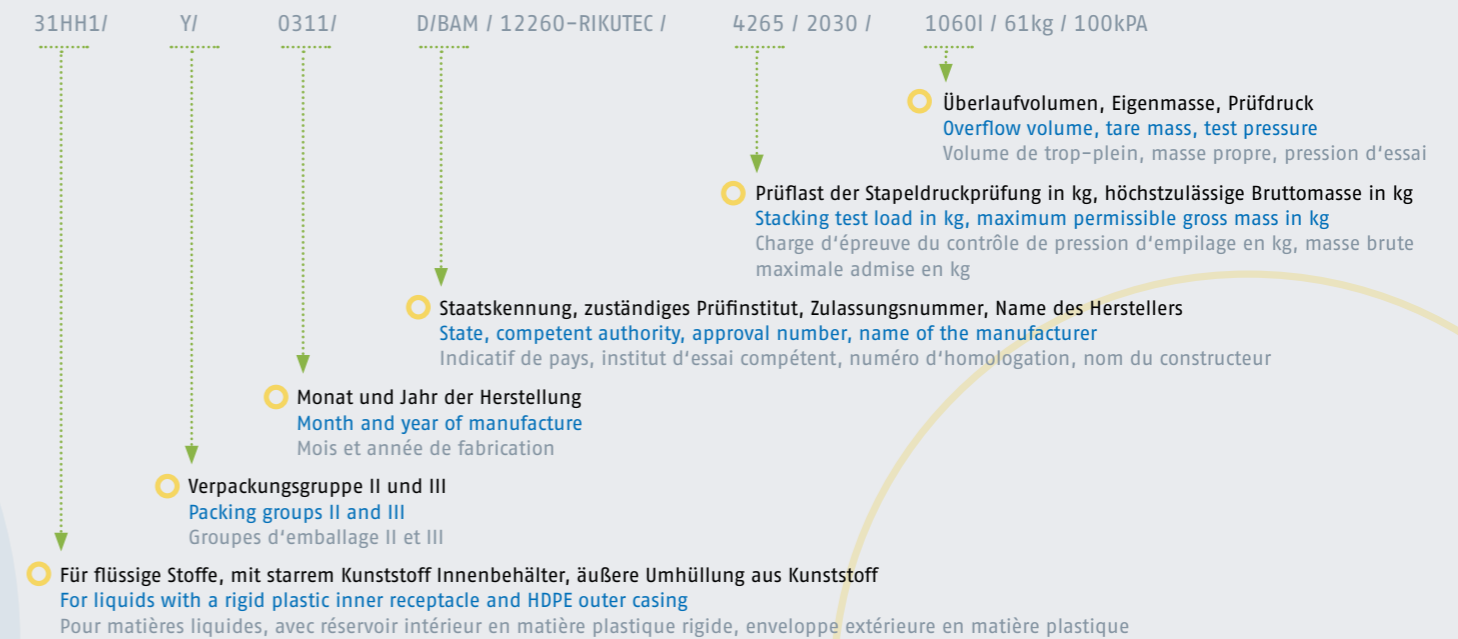 31HH1/ Y/ 0311/ D/BAM / 12260-RIKUTEC / 4265 / 2030 / 1060l / 61kg / 100kPA
Überlaufvolumen, Eigenmasse, Prüfdruck
Overflow volume, tare mass, test pressure
Volume de trop-plein, masse propre, pression d'essai
Prüflast der Stapeldruckprüfung in kg, höchstzulässige Bruttomasse in kg
Stacking test load in kg, maximum permissible gross mass in kg
Charge d'épreuve du contrôle de pression d'empilage en kg, masse brute
maximale admise en kg
Staatskennung, zuständiges Prüfinstitut, Zulassungsnummer, Name des Herstellers
State, competent authority, approval number, name of the manufacturer
Indicatif de pays, institut d'essai compétent, numéro d'homologation, nom du constructeur
Monat und Jahr der Herstellung
Month and year of manufacture
Mois et année de fabrication
Verpackungsgruppe II und III
Packing groups II and III
Groupes d'emballage II et III
Für flüssige Stoffe, mit starrem Kunststoff Innenbehälter, äußere Umhüllung aus Kunststoff
For liquids with a rigid plastic inner receptacle and HDPE outer casing
Pour matières liquides, avec réservoir intérieur en matière plastique rigide, enveloppe extérieure en matière plastique